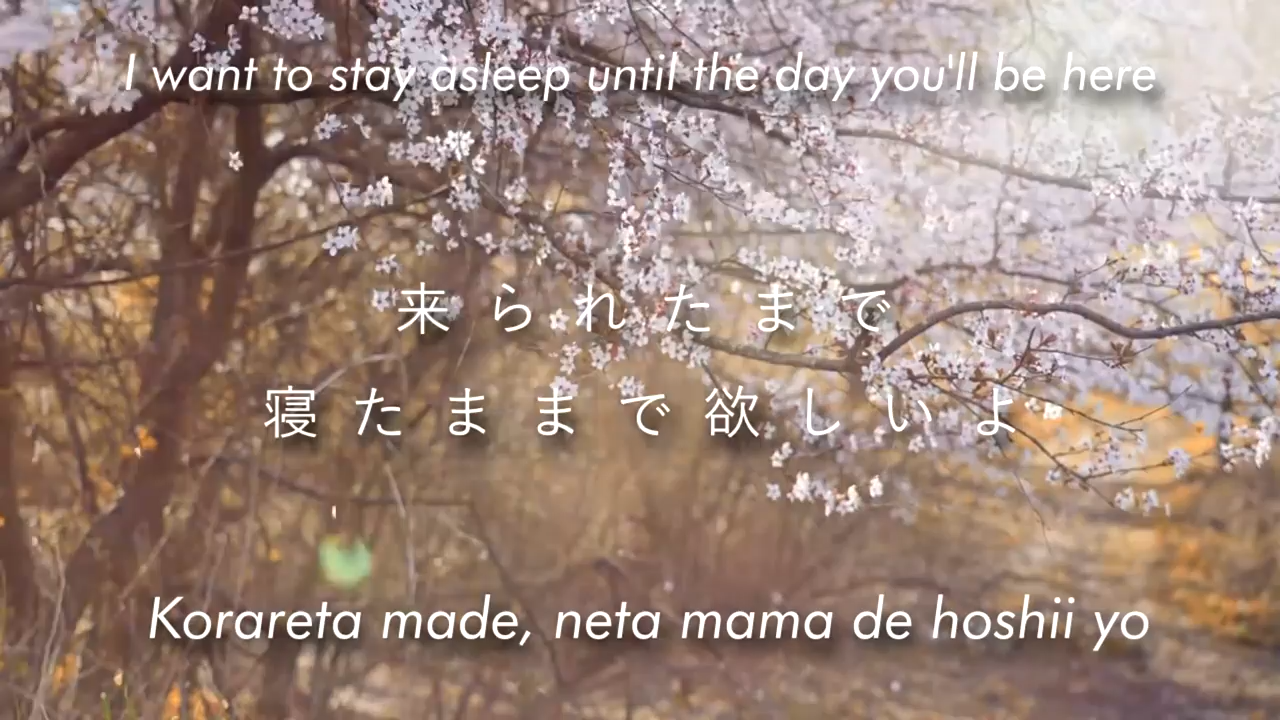 I want to stay asleep until the day you'll be here
来られたまで
寝たままで欲しいよ
Korareta made, neta mama de hoshii yo